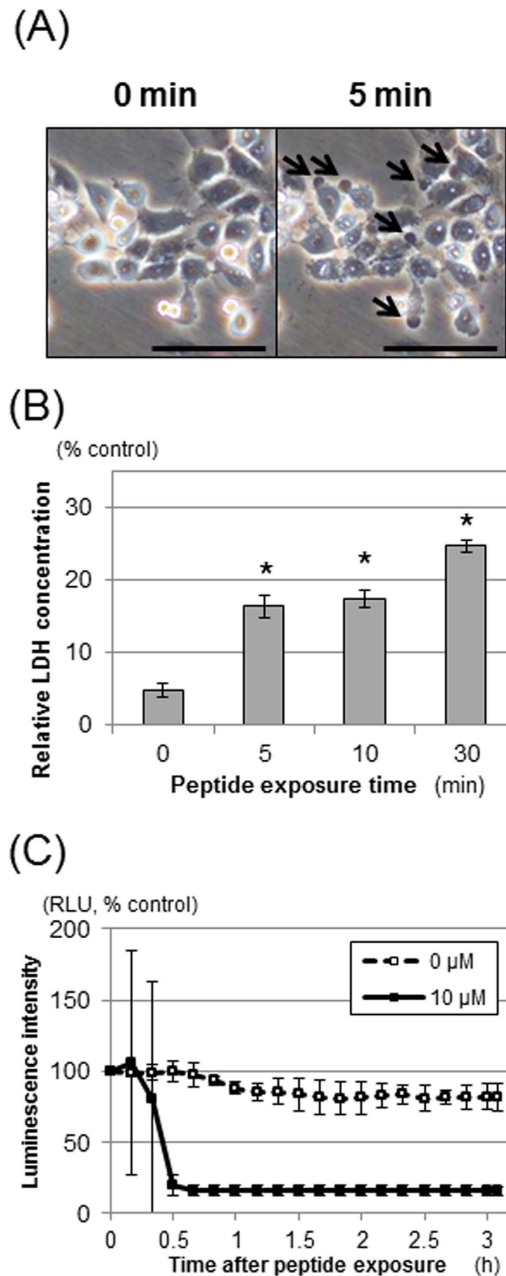 (A)
0 min 5 min
(B)
(% control)
Relative LDH concentration
30
20
10
0
* * *
0 5 10 30
Peptide exposure time (min)
(C)
(RLU, % control)
Luminescence intensity
200
150
100
50
0
0 µM
10 µM
0 0.5 1 1.5 2 2.5 3 (h)
Time after peptide exposure